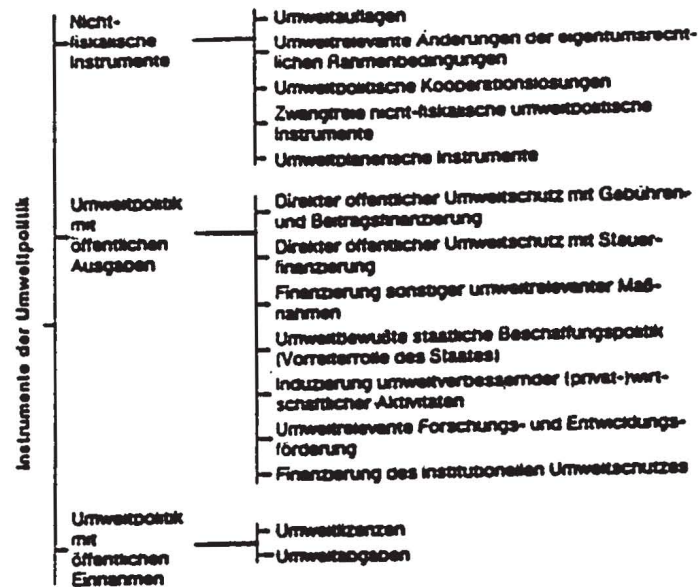 Instrumente der Umweltpolitik
Nicht-
fiskalische
Instrumente
Umweltauflagen
Umweltrelevante Änderungen der eigentumsrecht-
lichen Rahmenbedingungen
Umweltpolitische Kooperationslösungen
Zwangfreie nicht-fiskalische umweltpolitische
Instrumente
Umweltplanerische Instrumente
Umweltpolitik
mit
öffentlichen
Ausgaben
Direkter öffentlicher Umweltschutz mit Gebühren-
und Beitragsfinanzierung
Direkter öffentlicher Umweltschutz mit Steuer-
finanzierung
Finanzierung sonstiger umweltrelevanter Maß-
nahmen
Umweltbewußte staatliche Beschaffungspolitik
(Vorreiterrolle des Staates)
Induzierung umweltverbessernder (privat-)wirt-
schaftlicher Aktivitäten
Umweltrelevante Forschungs- und Entwicklungs-
förderung
Finanzierung des institutionellen Umweltschutzes
Umweltpolitik
mit
öffentlichen
Einnahmen
Umweltlizenzen
Umweltabgaben